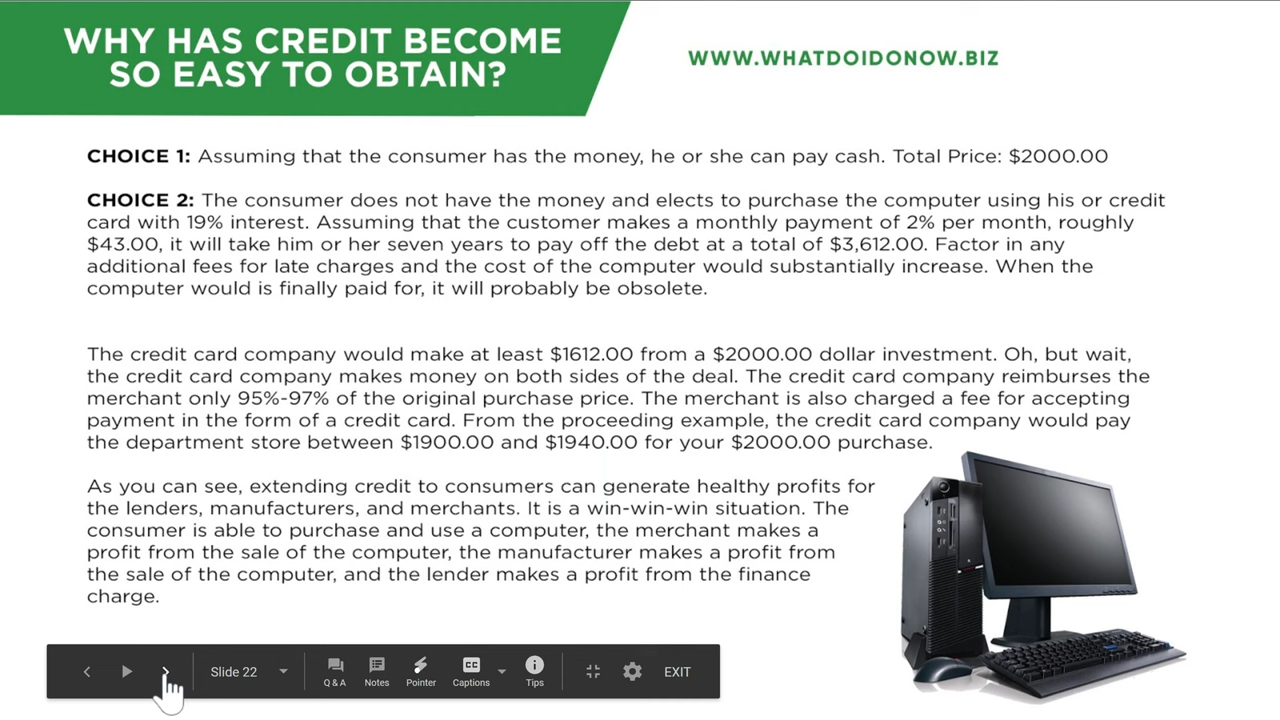 WHY HAS CREDIT BECOME
SO EASY TO OBTAIN?
WWW.WHATDOIDONOW.BIZ
CHOICE 1: Assuming that the consumer has the money, he or she can pay cash. Total Price: $2000.00
CHOICE 2: The consumer does not have the money and elects to purchase the computer using his or credit
card with 19% interest. Assuming that the customer makes a monthly payment of 2% per month, roughly
$43.00, it will take him or her seven years to pay off the debt at a total of $3,612.00. Factor in any
additional fees for late charges and the cost of the computer would substantially increase. When the
computer would is finally paid for, it will probably be obsolete.
The credit card company would make at least $1612.00 from a $2000.00 dollar investment. Oh, but wait,
the credit card company makes money on both sides of the deal. The credit card company reimburses the
merchant only 95%-97% of the original purchase price. The merchant is also charged a fee for accepting
payment in the form of a credit card. From the proceeding example, the credit card company would pay
the department store between $1900.00 and $1940.00 for your $2000.00 purchase.
As you can see, extending credit to consumers can generate healthy profits for
the lenders, manufacturers, and merchants. It is a win-win-win situation. The
consumer is able to purchase and use a computer, the merchant makes a
profit from the sale of the computer, the manufacturer makes a profit from
the sale of the computer, and the lender makes a profit from the finance
charge.
Slide 22
Q & A
Notes
Pointer
CC
Captions
Tips
EXIT